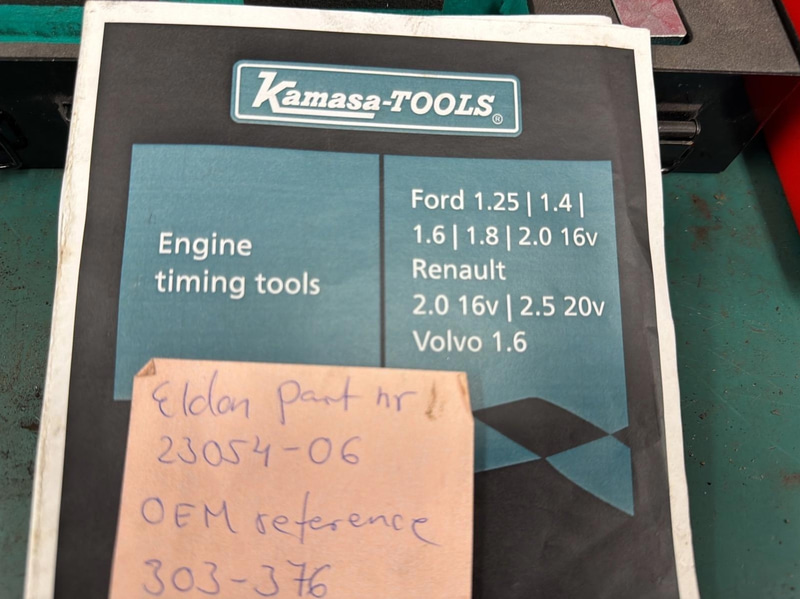 Kamasa-TOOLS®
Engine
timing tools
Ford 1.25 | 1.4 |
1.6 | 1.8 | 2.0 16v
Renault
2.0 16v | 2.5 20v
Volvo 1.6
Eldon part nr
23054-06
OEM reference
303-376